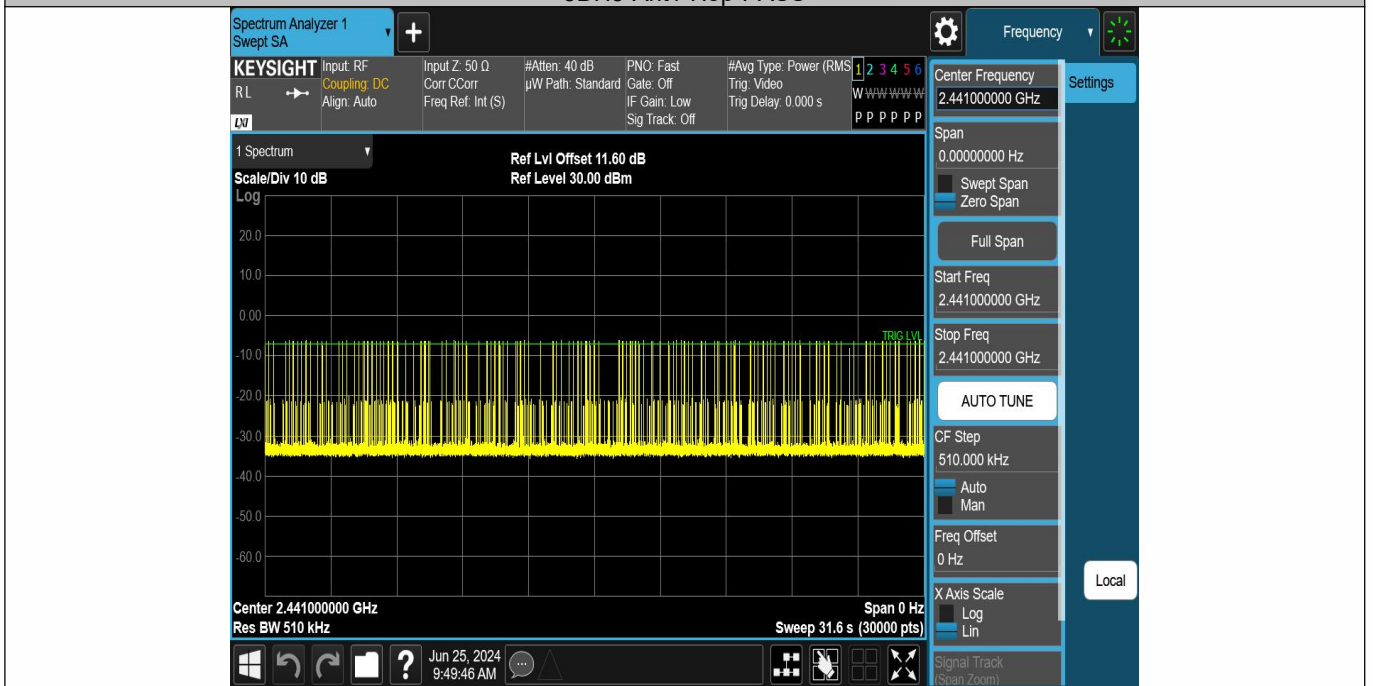 Spectrum Analyzer 1
Swept SA
+
Frequency
KEYSIGHT
RL
LXI
Input: RF
Coupling: DC
Align: Auto
Input Z: 50 Ω
Corr CCorr
Freq Ref: Int (S)
#Atten: 40 dB
µW Path: Standard
PNO: Fast
Gate: Off
IF Gain: Low
Sig Track: Off
#Avg Type: Power (RMS
Trig: Video
Trig Delay: 0.000 s
1 2 3 4 5 6
W W W W W W
P P P P P P
1 Spectrum
Scale/Div 10 dB
Ref Lvl Offset 11.60 dB
Ref Level 30.00 dBm
Log
20.0
10.0
0.00
-10.0
-20.0
-30.0
-40.0
-50.0
-60.0
TRIG LVL
Center 2.441000000 GHz
Res BW 510 kHz
Span 0 Hz
Sweep 31.6 s (30000 pts)
Center Frequency
2.441000000 GHz
Settings
Span
0.00000000 Hz
Swept Span
Zero Span
Full Span
Start Freq
2.441000000 GHz
Stop Freq
2.441000000 GHz
AUTO TUNE
CF Step
510.000 kHz
Auto
Man
Freq Offset
0 Hz
X Axis Scale
Log
Lin
Local
Signal Track
(Span Zoom)
?
Jun 25, 2024
9:49:46 AM